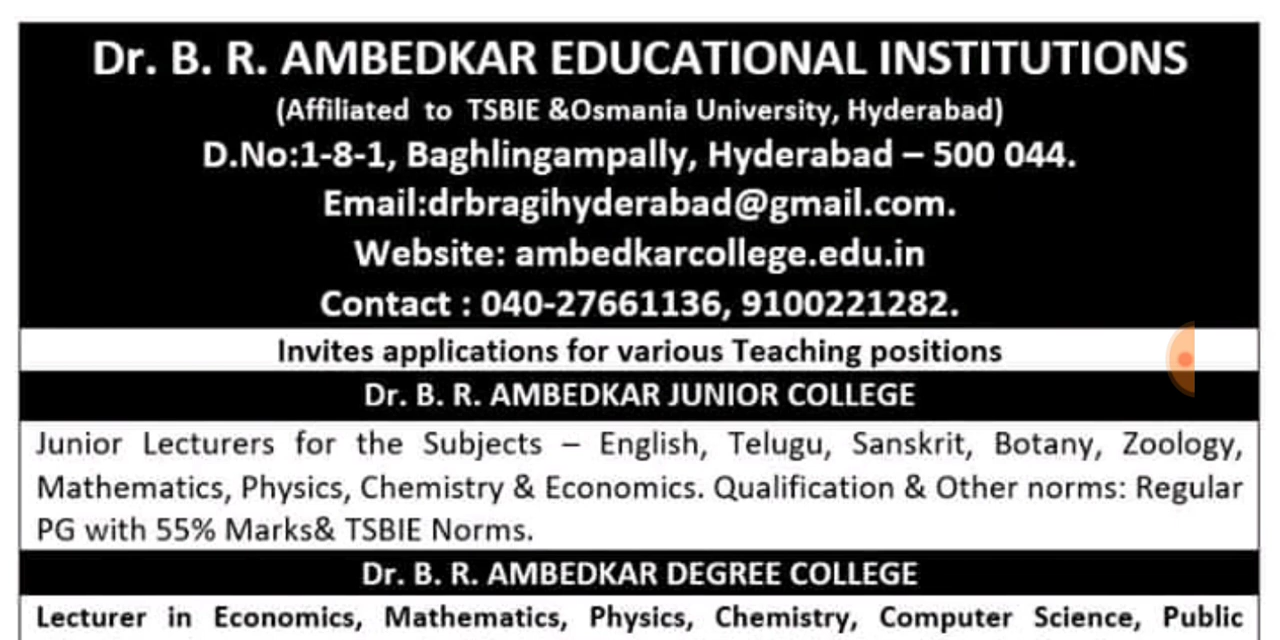 Dr. B. R. AMBEDKAR EDUCATIONAL INSTITUTIONS
(Affiliated to TSBIE &Osmania University, Hyderabad)
D.No:1-8-1, Baghlingampally, Hyderabad – 500 044.
Email:drbragihyderabad@gmail.com.
Website: ambedkarcollege.edu.in
Contact : 040-27661136, 9100221282.
Invites applications for various Teaching positions
Dr. B. R. AMBEDKAR JUNIOR COLLEGE
Junior Lecturers for the Subjects – English, Telugu, Sanskrit, Botany, Zoology,
Mathematics, Physics, Chemistry & Economics. Qualification & Other norms: Regular
PG with 55% Marks& TSBIE Norms.
Dr. B. R. AMBEDKAR DEGREE COLLEGE
Lecturer in Economics, Mathematics, Physics, Chemistry, Computer Science, Public